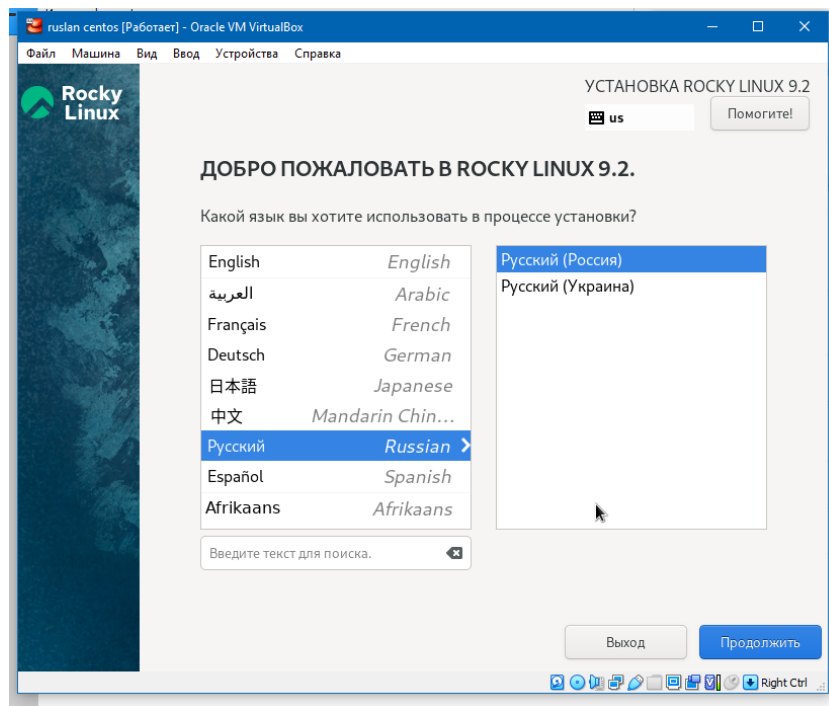 ruslan centos [Работает] - Oracle VM VirtualBox
Файл Машина Вид Ввод Устройства Справка
Rocky
Linux
УСТАНОВКА ROCKY LINUX 9.2
us
Помогите!
ДОБРО ПОЖАЛОВАТЬ В ROCKY LINUX 9.2.
Какой язык вы хотите использовать в процессе установки?
English English
العربية Arabic
Français French
Deutsch German
日本語 Japanese
中文 Mandarin Chin...
Русский Russian
Español Spanish
Afrikaans Afrikaans
Русский (Россия)
Русский (Украина)
Введите текст для поиска.
Выход Продолжить
Right Ctrl